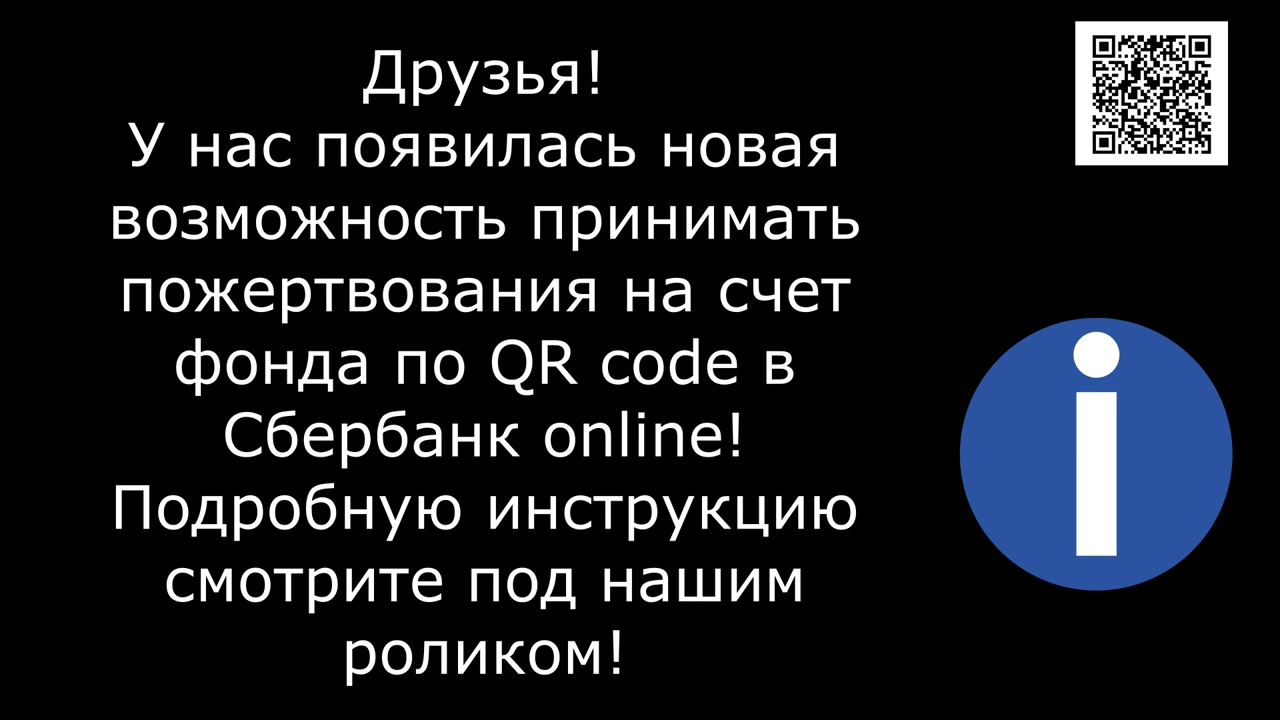 Друзья!
У нас появилась новая
возможность принимать
пожертвования на счет
фонда по QR code в
Сбербанк online!
Подробную инструкцию
смотрите под нашим
роликом!